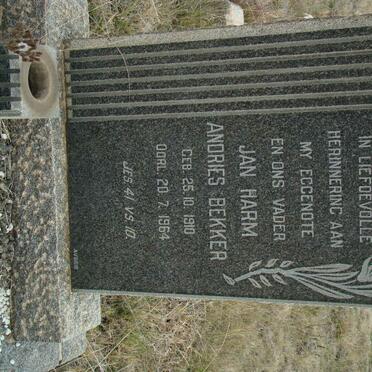 IN LIEFDEVOLLE
HERINNERING AAN
MY EGGENOTE
EN ONS VADER
JAN HARM
ANDRIES BEKKER
GEB. 25. 10. 1910
OORL. 20. 7. 1964
JES. 41 VS. 10.